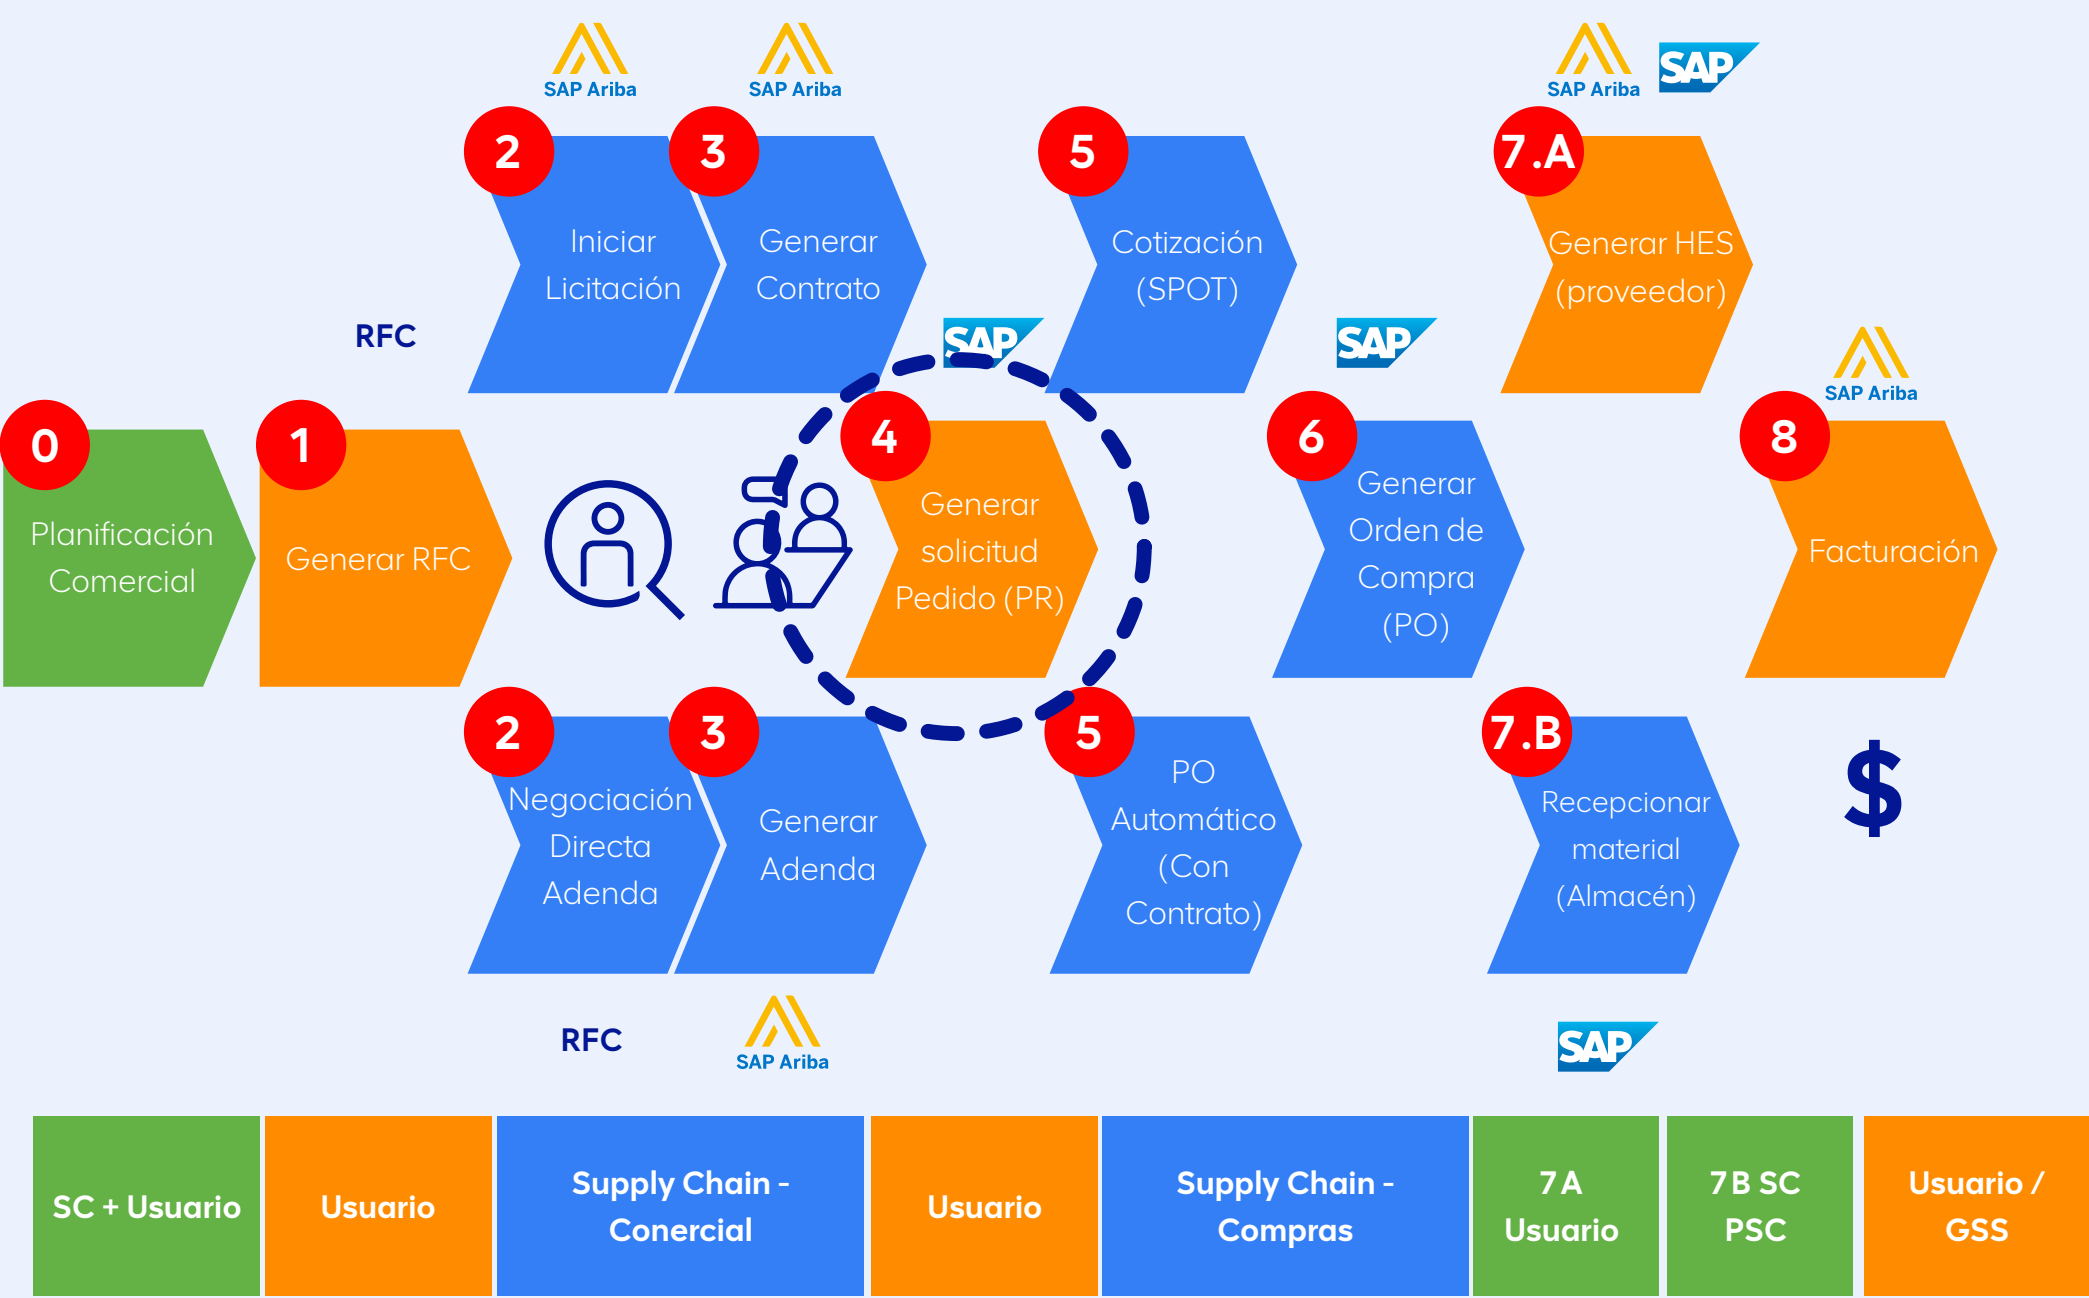 SAP Ariba
SAP Ariba
SAP Ariba
SAP
2
3
5
7.A
Iniciar
Licitación
Generar
Contrato
Cotización
(SPOT)
Generar HES
(proveedor)
RFC
SAP
SAP
SAP Ariba
0
Planificación
Comercial
1
Generar RFC
4
Generar
solicitud
Pedido (PR)
6
Generar
Orden de
Compra
(PO)
8
Facturación
2
Negociación
Directa
Adenda
3
Generar
Adenda
5
PO
Automático
(Con
Contrato)
7.B
Recepcionar
material
(Almacén)
$
RFC
SAP Ariba
SAP
SC + Usuario
Usuario
Supply Chain -
Conercial
Usuario
Supply Chain -
Compras
7A
Usuario
7B SC
PSC
Usuario /
GSS